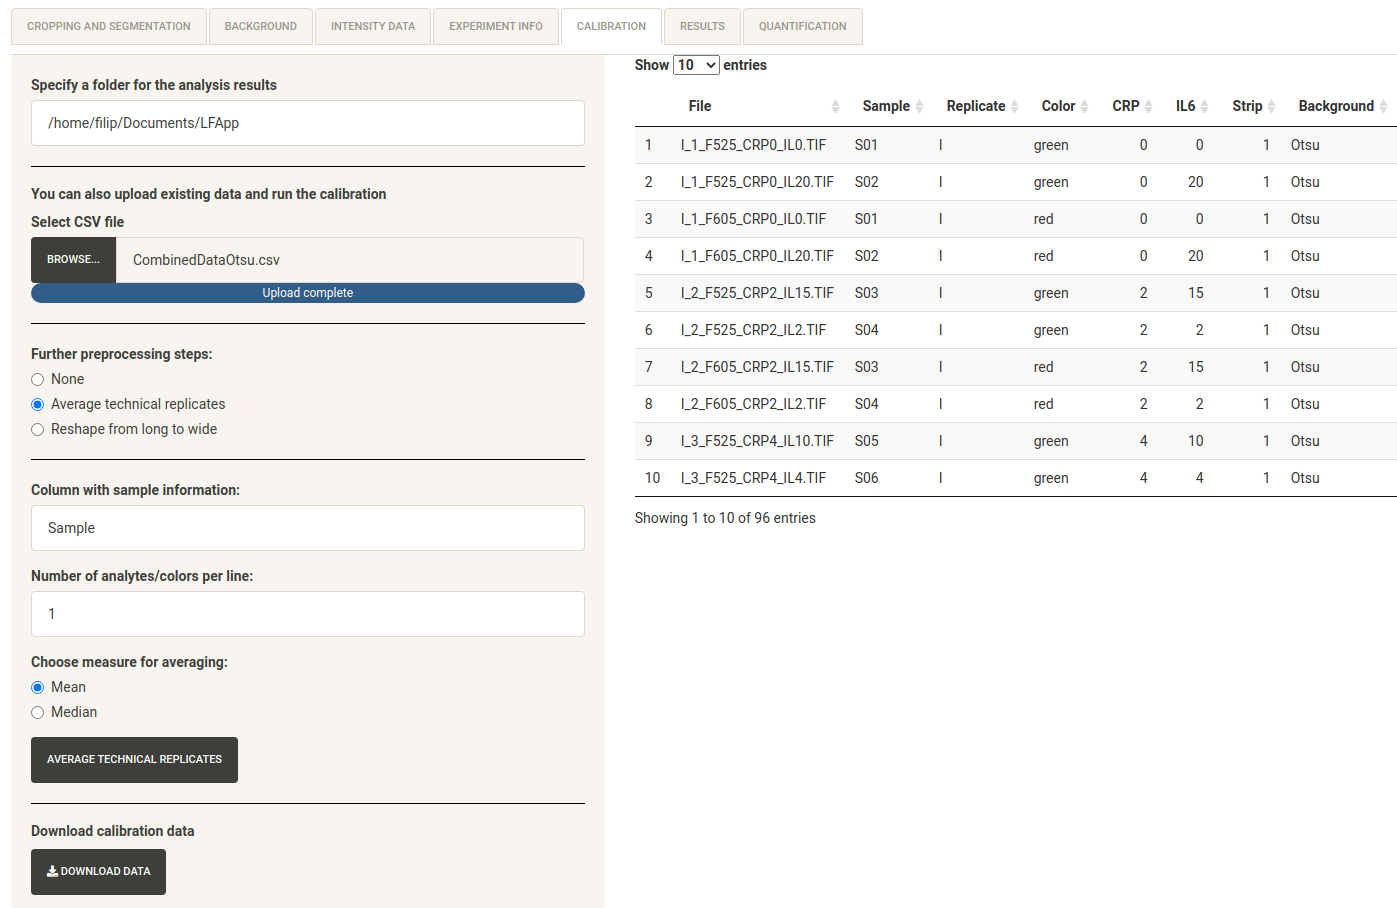 CROPPING AND SEGMENTATION BACKGROUND INTENSITY DATA EXPERIMENT INFO CALIBRATION RESULTS QUANTIFICATION
Specify a folder for the analysis results
/home/filip/Documents/LFApp
You can also upload existing data and run the calibration
Select CSV file
BROWSE... CombinedDataOtsu.csv
Upload complete
Further preprocessing steps:
None
Average technical replicates
Reshape from long to wide
Column with sample information:
Sample
Number of analytes/colors per line:
1
Choose measure for averaging:
Mean
Median
AVERAGE TECHNICAL REPLICATES
Download calibration data
DOWNLOAD DATA
Show 10 entries
File Sample Replicate Color CRP IL6 Strip Background
1 I_1_F525_CRP0_IL0.TIF S01 I green 0 0 1 Otsu
2 I_1_F525_CRP0_IL20.TIF S02 I green 0 20 1 Otsu
3 I_1_F605_CRP0_IL0.TIF S01 I red 0 0 1 Otsu
4 I_1_F605_CRP0_IL20.TIF S02 I red 0 20 1 Otsu
5 I_2_F525_CRP2_IL15.TIF S03 I green 2 15 1 Otsu
6 I_2_F525_CRP2_IL2.TIF S04 I green 2 2 1 Otsu
7 I_2_F605_CRP2_IL15.TIF S03 I red 2 15 1 Otsu
8 I_2_F605_CRP2_IL2.TIF S04 I red 2 2 1 Otsu
9 I_3_F525_CRP4_IL10.TIF S05 I green 4 10 1 Otsu
10 I_3_F525_CRP4_IL4.TIF S06 I green 4 4 1 Otsu
Showing 1 to 10 of 96 entries